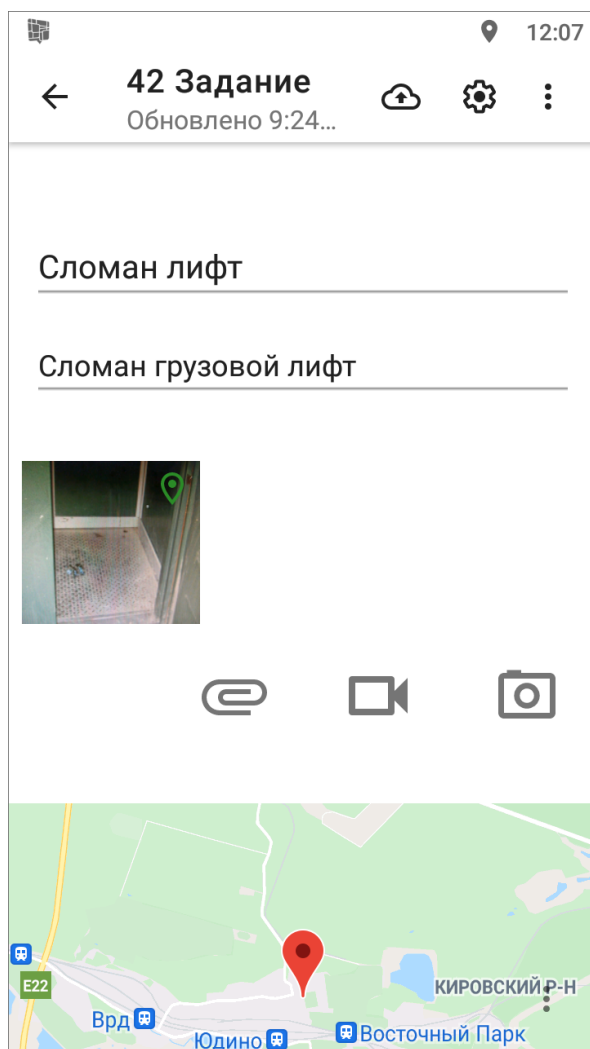 12:07
42 Задание
Обновлено 9:24...
Сломан лифт
Сломан грузовой лифт
E22
КИРОВСКИЙ Р-Н
Врд
Юдино
Восточный Парк